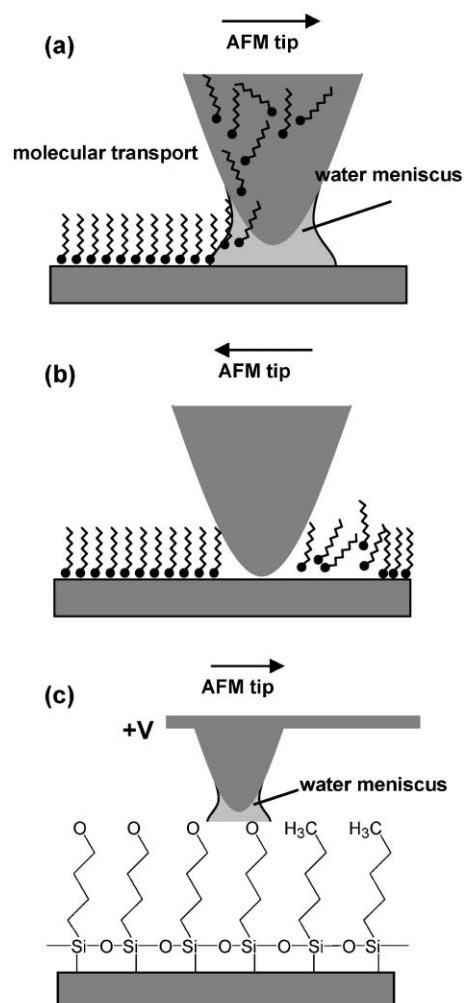 (a)
AFM tip
molecular transport
water meniscus
(b)
AFM tip
(c)
AFM tip
+V
water meniscus
O O O O H₃C H₃C
Si O Si O Si O Si O Si O Si